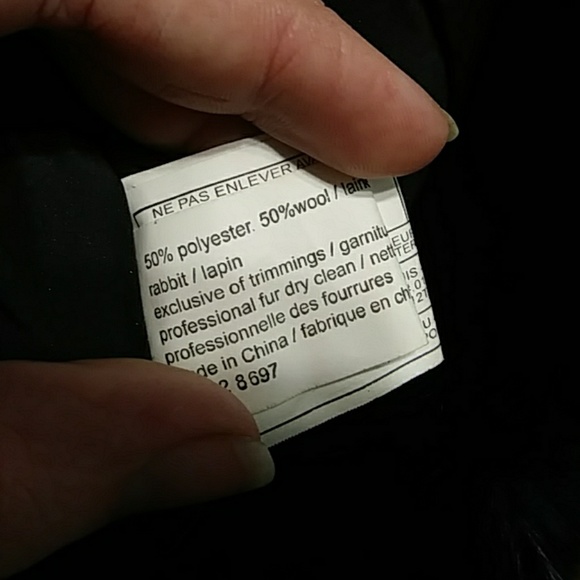 NE PAS ENLEVER
50% polyester. 50%wool /
rabbit / lapin
exclusive of trimmings / garnitu
professional fur dry clean / nett
professionnelle des fourrures
de in China / fabrique en ch
2 8697